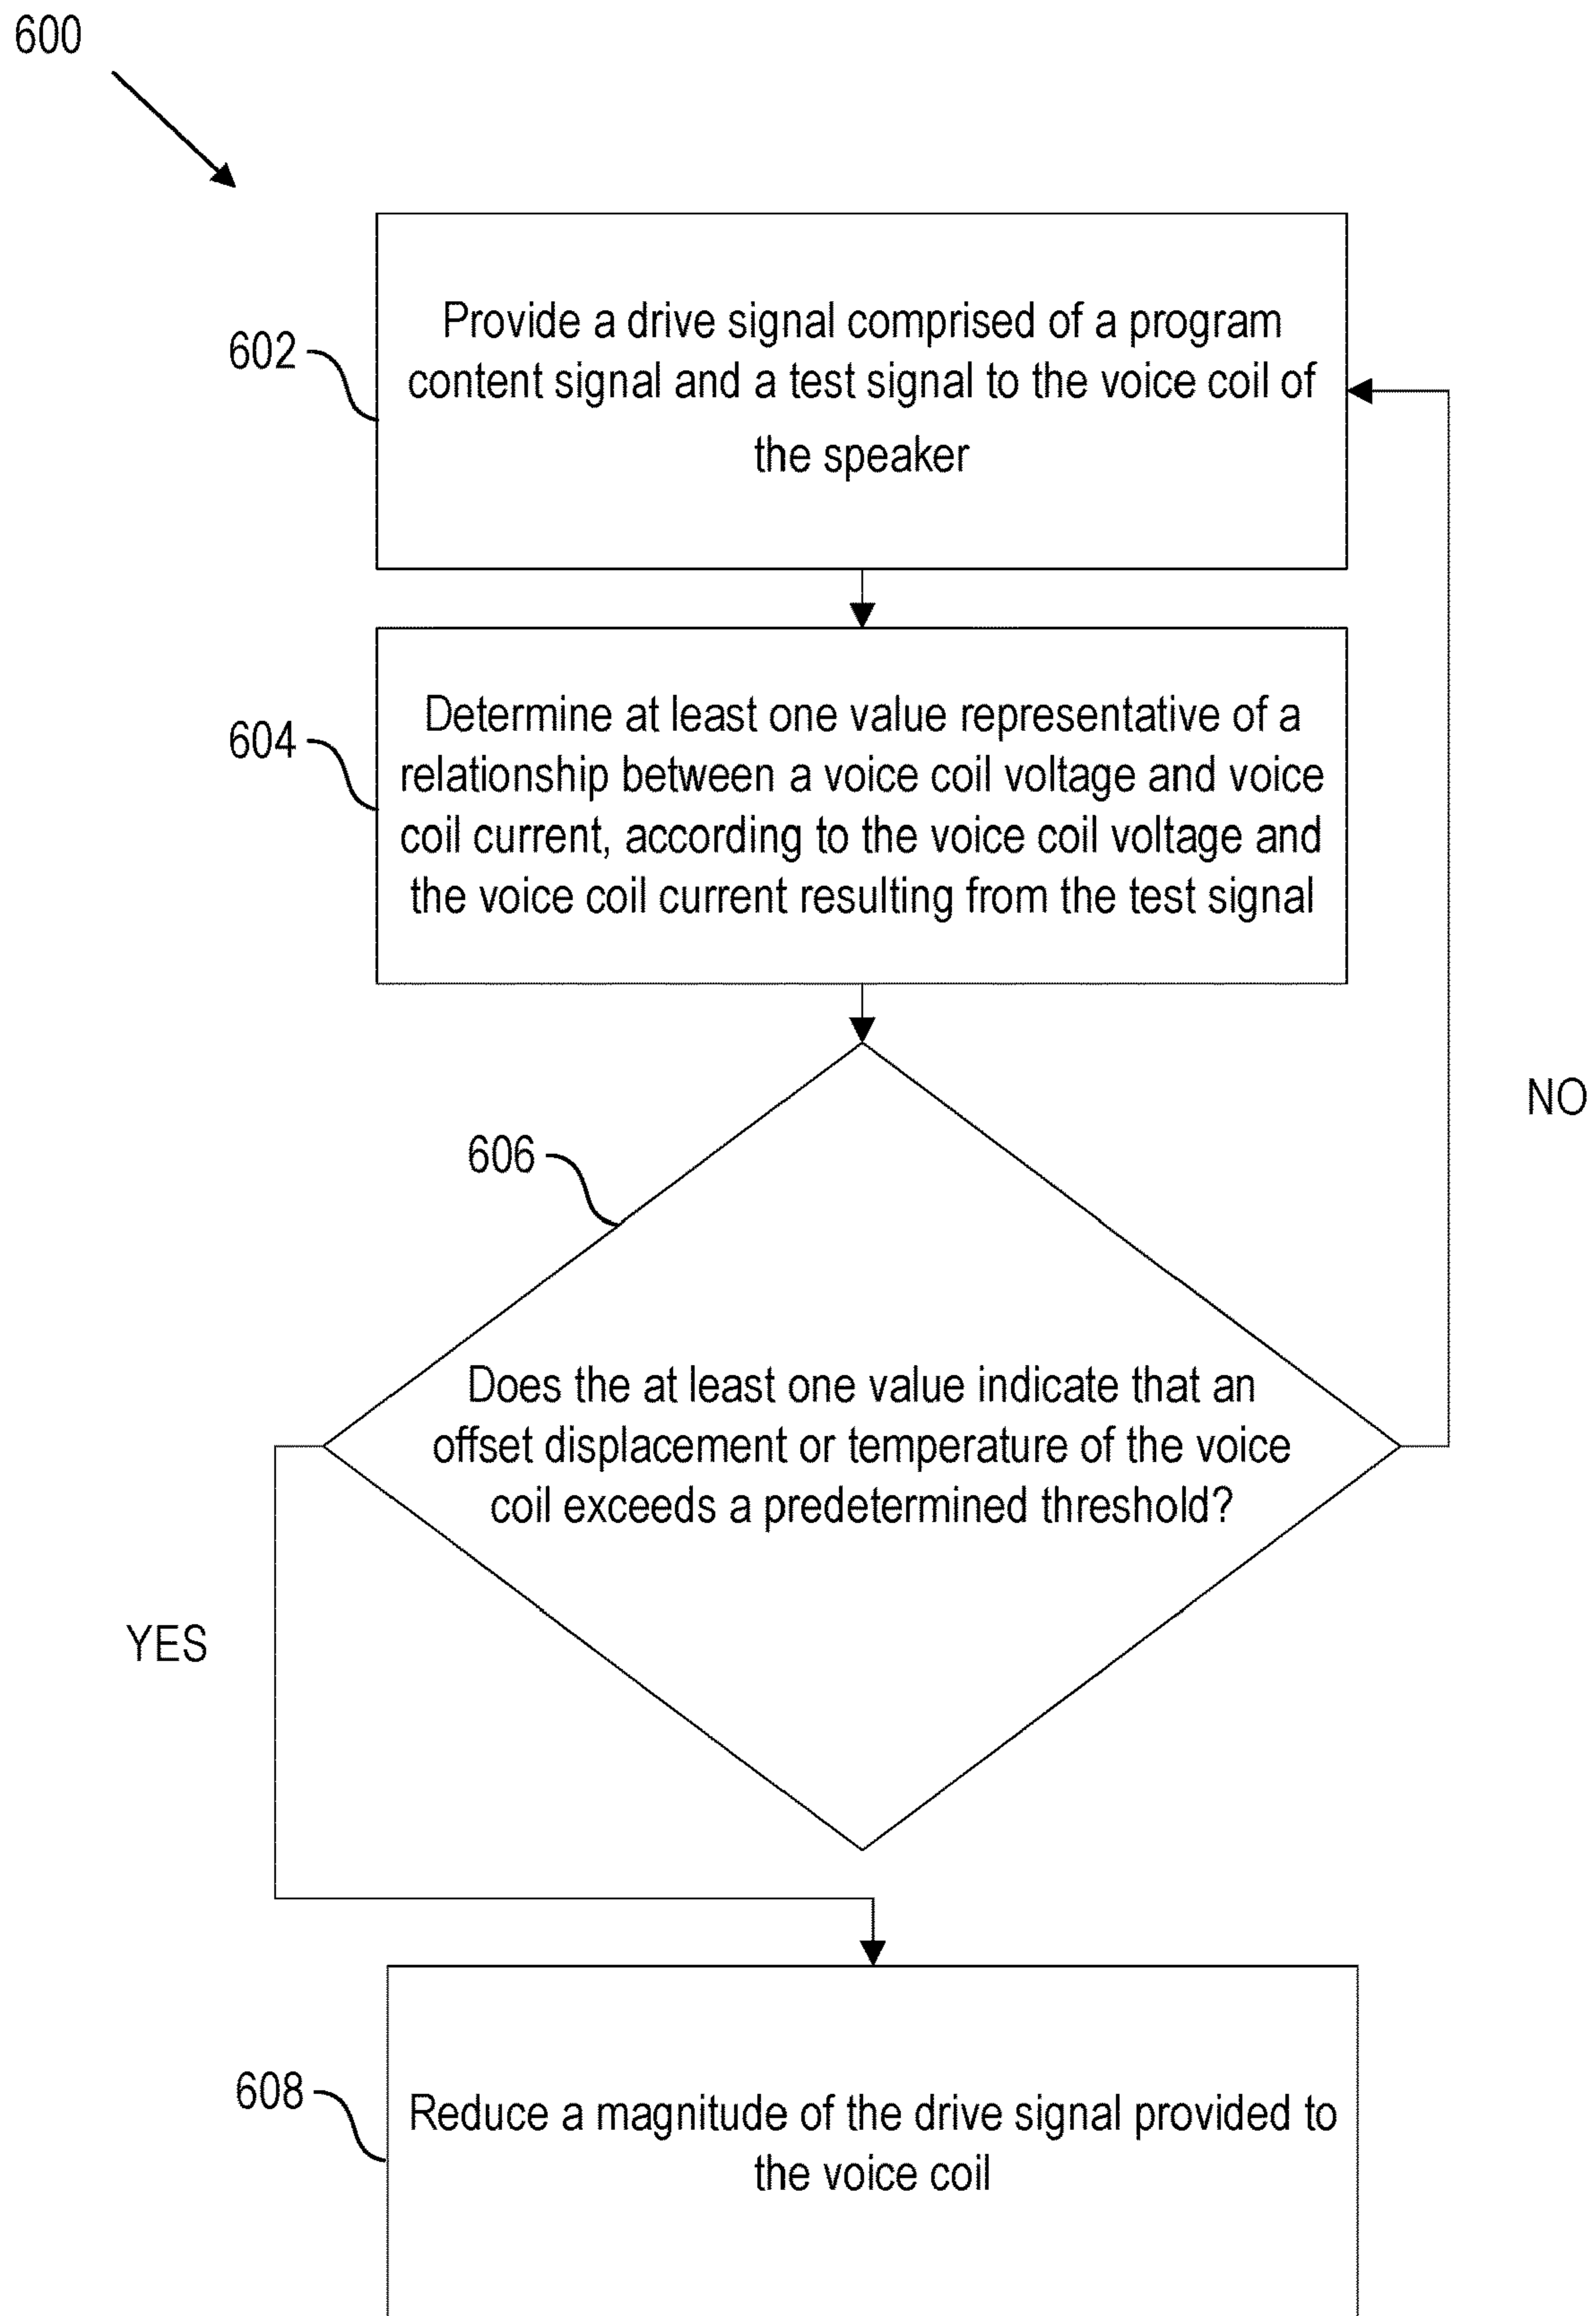 600
602
Provide a drive signal comprised of a program
content signal and a test signal to the voice coil of
the speaker
604
Determine at least one value representative of a
relationship between a voice coil voltage and voice
coil current, according to the voice coil voltage and
the voice coil current resulting from the test signal
NO
606
Does the at least one value indicate that an
offset displacement or temperature of the voice
coil exceeds a predetermined threshold?
YES
608
Reduce a magnitude of the drive signal provided to
the voice coil